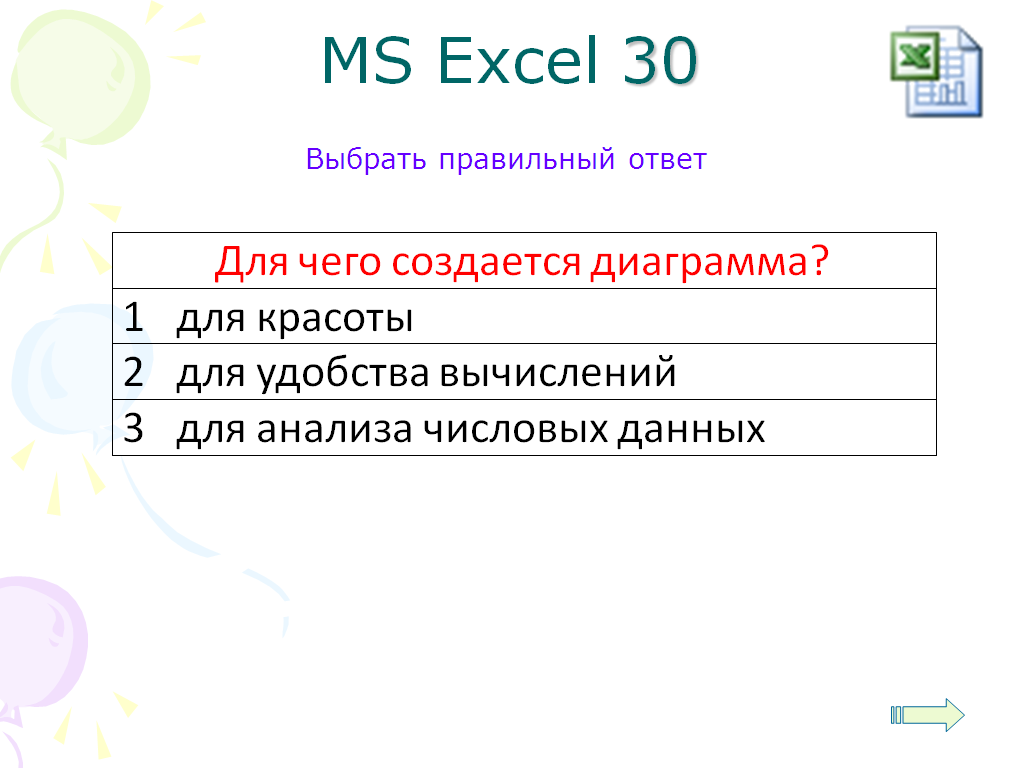 MS Excel 30
Выбрать правильный ответ
Для чего создается диаграмма?
1 для красоты
2 для удобства вычислений
3 для анализа числовых данных